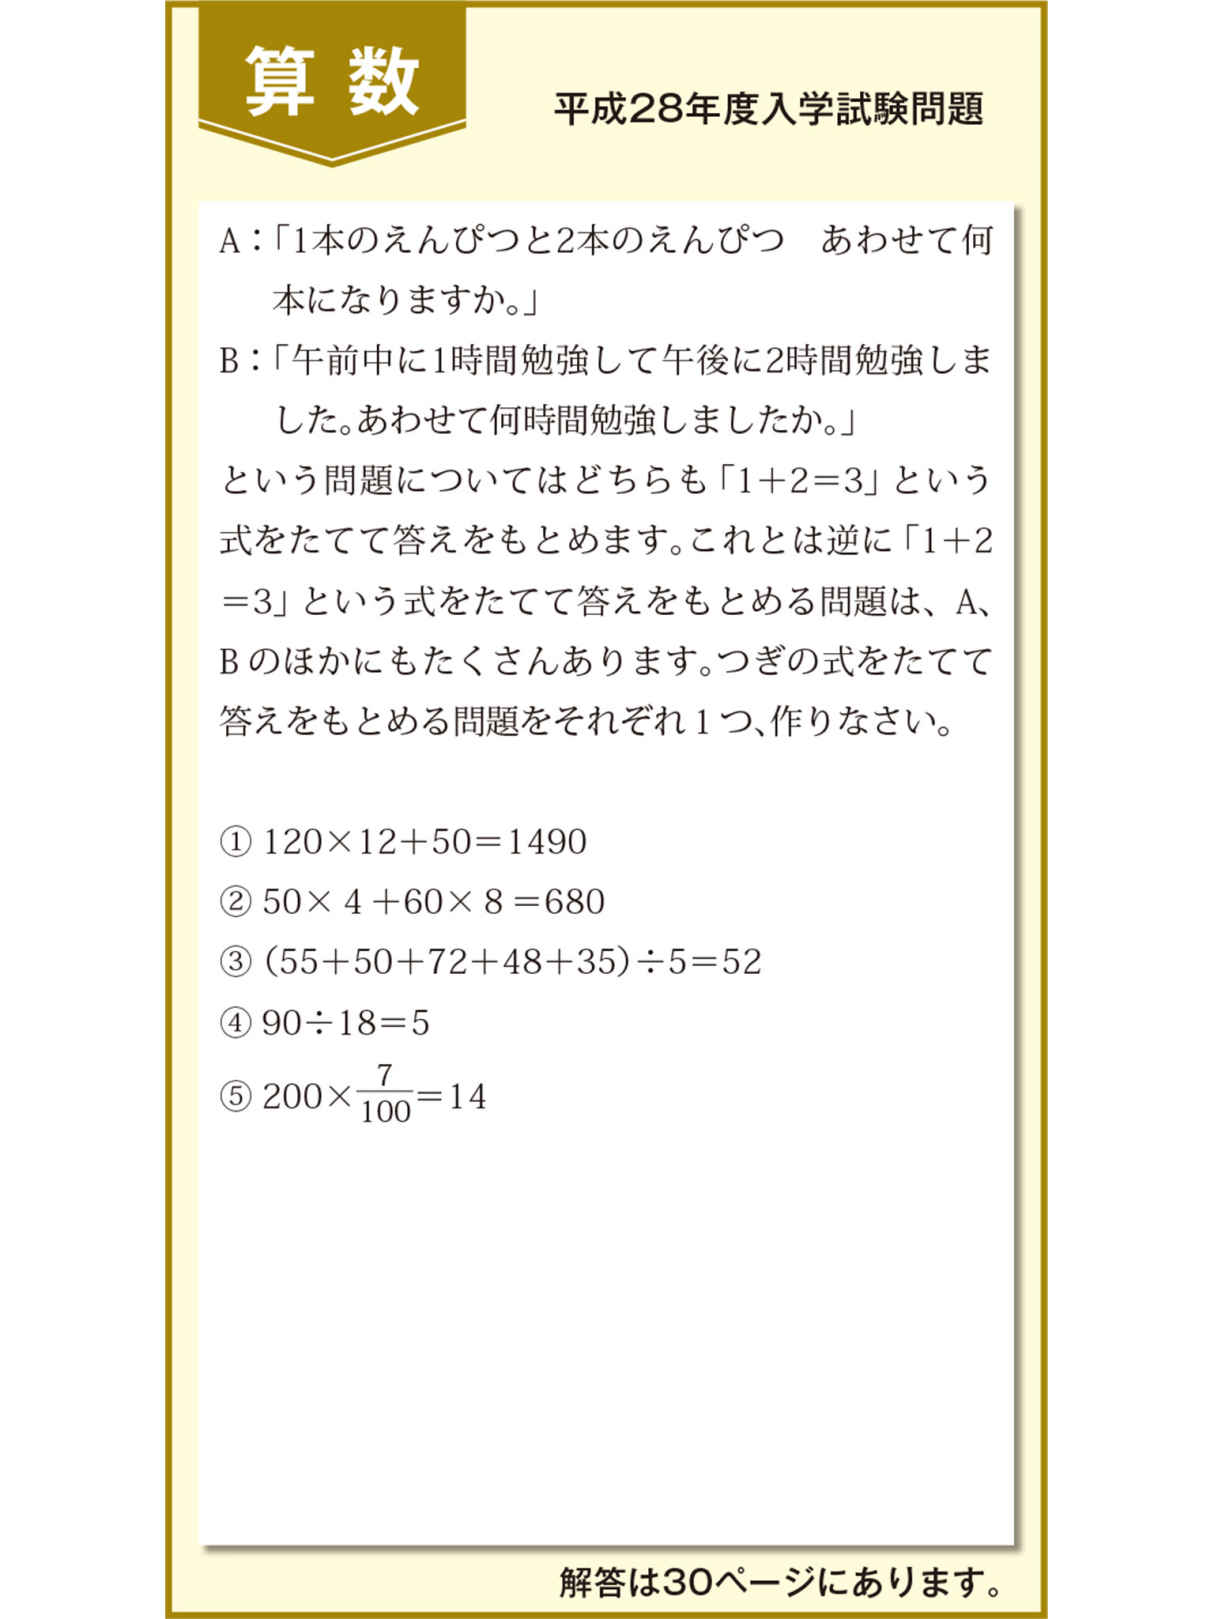 算数
平成28年度入学試験問題
A：「1本のえんぴつと2本のえんぴつ　あわせて何
本になりますか。」
B：「午前中に1時間勉強して午後に2時間勉強しま
した。あわせて何時間勉強しましたか。」
という問題についてはどちらも「1＋2＝3」という
式をたてて答えをもとめます。これとは逆に「1＋2
＝3」という式をたてて答えをもとめる問題は、A、
Bのほかにもたくさんあります。つぎの式をたてて
答えをもとめる問題をそれぞれ1つ、作りなさい。
① 120×12＋50＝1490
② 50×4＋60×8＝680
③（55＋50＋72＋48＋35）÷5＝52
④ 90÷18＝5
⑤ 200×7/100＝14
解答は30ページにあります。